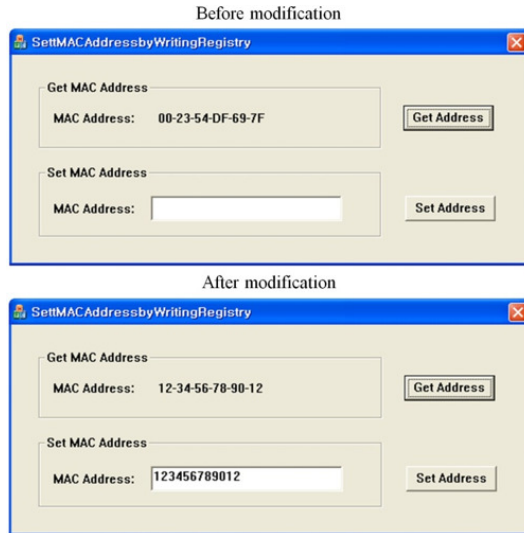 Before modification
SettMACAddressbyWritingRegistry
Get MAC Address
MAC Address: 00-23-54-DF-69-7F
Get Address
Set MAC Address
MAC Address:
Set Address
After modification
SettMACAddressbyWritingRegistry
Get MAC Address
MAC Address: 12-34-56-78-90-12
Get Address
Set MAC Address
MAC Address: 123456789012
Set Address